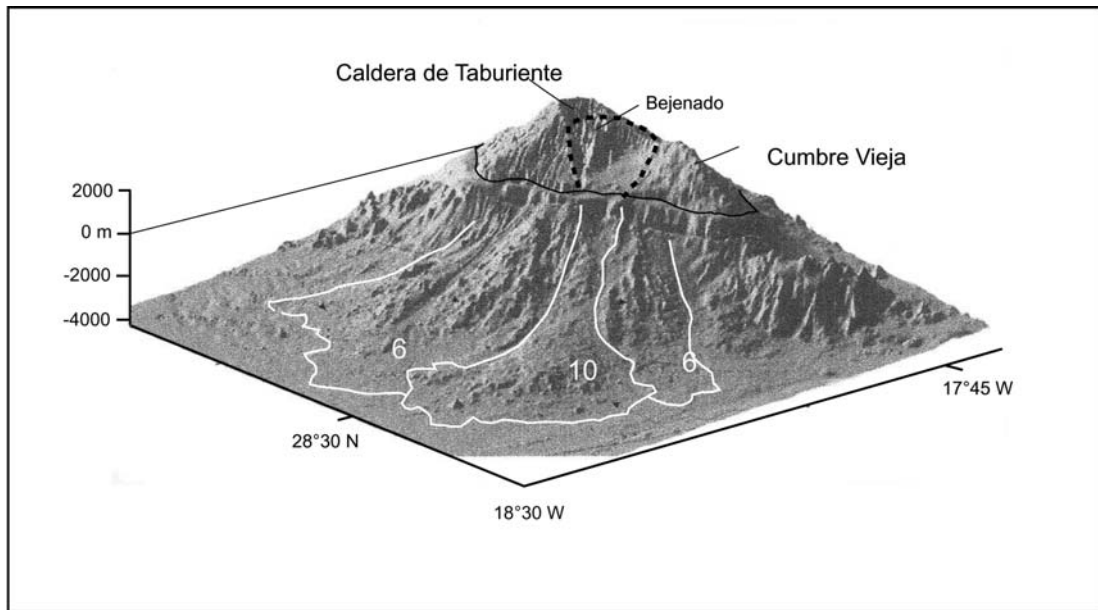 Caldera de Taburiente
Bejenado
Cumbre Vieja
2000
0 m
-2000
-4000
6
10
6
17°45 W
28°30 N
18°30 W